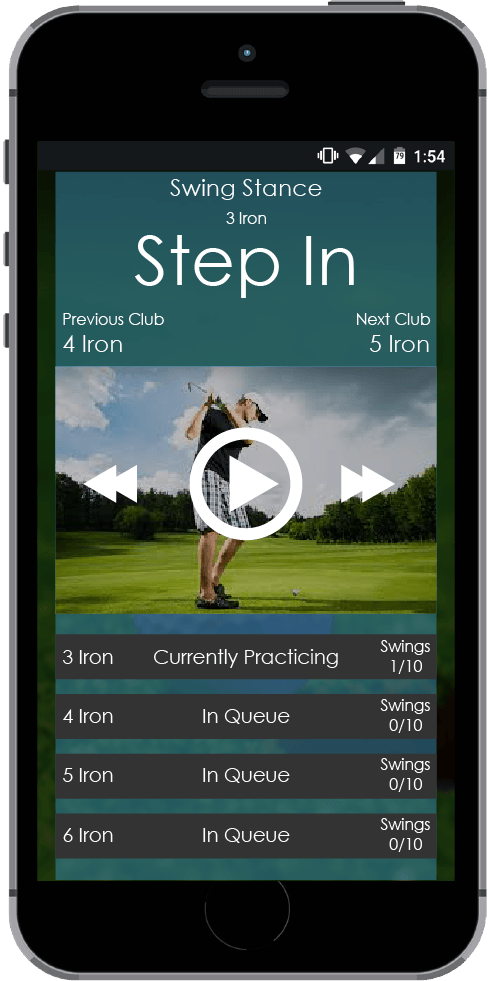 79 1:54
Swing Stance
3 Iron
Step In
Previous Club Next Club
4 Iron 5 Iron
3 Iron Currently Practicing Swings
1/10
4 Iron In Queue Swings
0/10
5 Iron In Queue Swings
0/10
6 Iron In Queue Swings
0/10